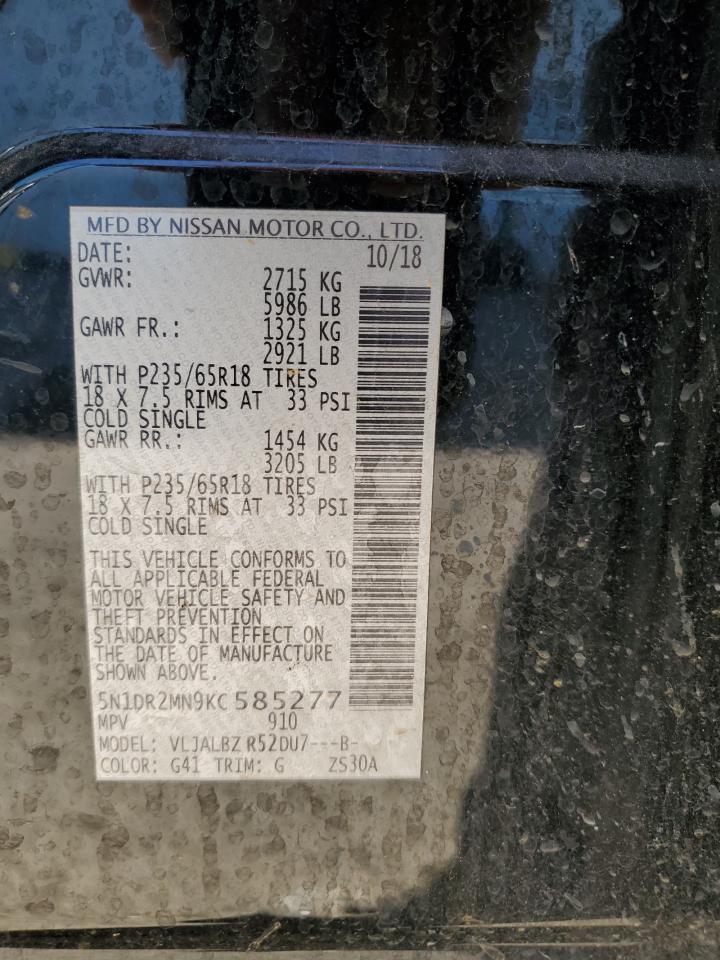 MFD BY NISSAN MOTOR CO., LTD.
DATE: 10/18
GVWR: 2715 KG
5986 LB
GAWR FR.: 1325 KG
2921 LB
WITH P235/65R18 TIRES
18 X 7.5 RIMS AT 33 PSI
COLD SINGLE
GAWR RR.: 1454 KG
3205 LB
WITH P235/65R18 TIRES
18 X 7.5 RIMS AT 33 PSI
COLD SINGLE
THIS VEHICLE CONFORMS TO
ALL APPLICABLE FEDERAL
MOTOR VEHICLE SAFETY AND
THEFT PREVENTION
STANDARDS IN EFFECT ON
THE DATE OF MANUFACTURE
SHOWN ABOVE.
5N1DR2MN9KC 585277
MPV 910
MODEL: VLJALBZ R52DU7---B-
COLOR: G41 TRIM: G ZS30A